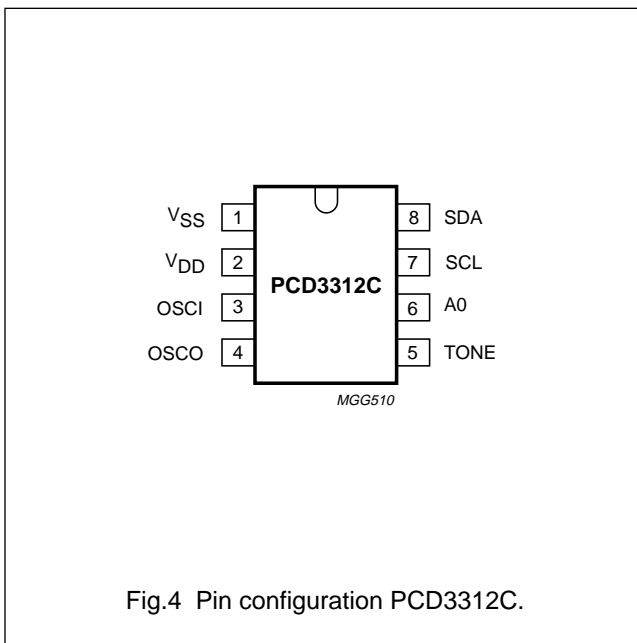 VSS 1 8 SDA
VDD 2 7 SCL
PCD3312C
OSCI 3 6 A0
OSCO 4 5 TONE
MGG510
Fig.4 Pin configuration PCD3312C.